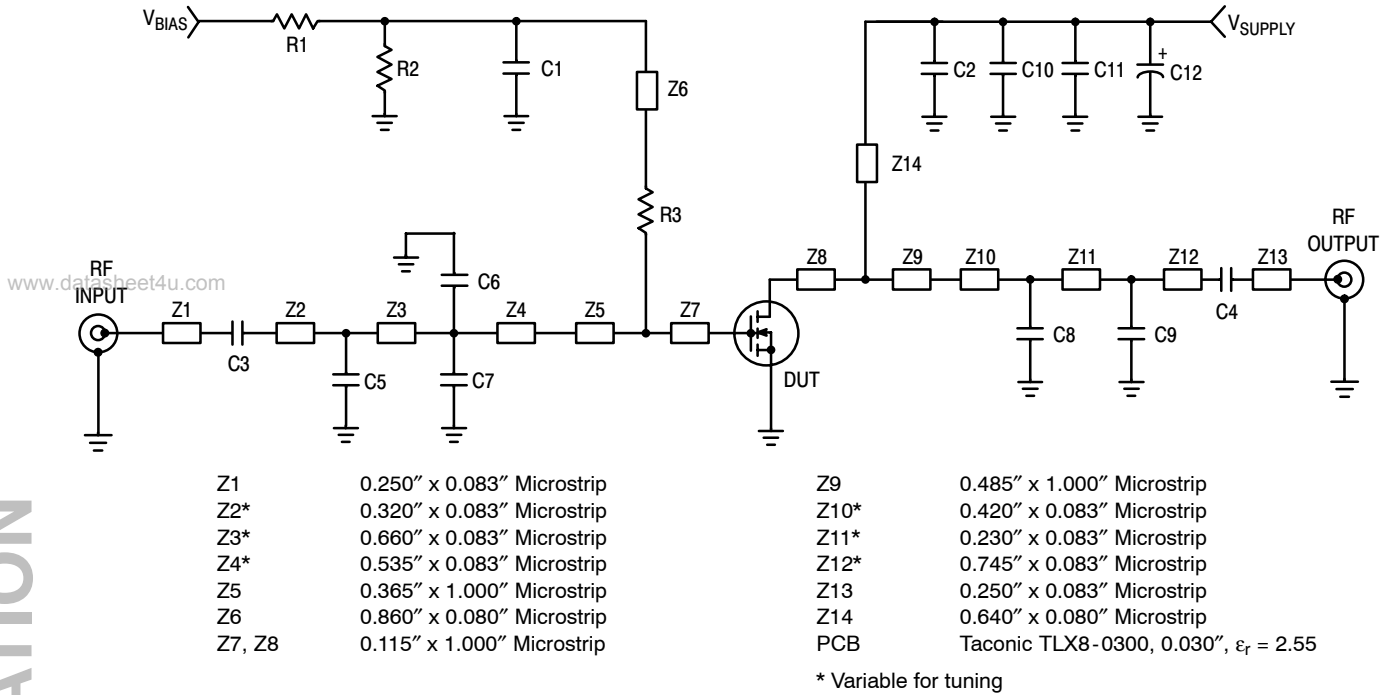 V_BIAS
R1
R2
C1
Z6
R3
V_SUPPLY
C2
C10
C11
+
C12
Z14
RF
INPUT
www.datasheet4u.com
Z1
C3
Z2
C5
Z3
C6
C7
Z4
Z5
Z7
DUT
Z8
Z9
Z10
C8
Z11
C9
Z12
C4
Z13
RF
OUTPUT
Z1 0.250″ x 0.083″ Microstrip
Z2* 0.320″ x 0.083″ Microstrip
Z3* 0.660″ x 0.083″ Microstrip
Z4* 0.535″ x 0.083″ Microstrip
Z5 0.365″ x 1.000″ Microstrip
Z6 0.860″ x 0.080″ Microstrip
Z7, Z8 0.115″ x 1.000″ Microstrip
Z9 0.485″ x 1.000″ Microstrip
Z10* 0.420″ x 0.083″ Microstrip
Z11* 0.230″ x 0.083″ Microstrip
Z12* 0.745″ x 0.083″ Microstrip
Z13 0.250″ x 0.083″ Microstrip
Z14 0.640″ x 0.080″ Microstrip
PCB Taconic TLX8-0300, 0.030″, εr = 2.55
* Variable for tuning
ATION